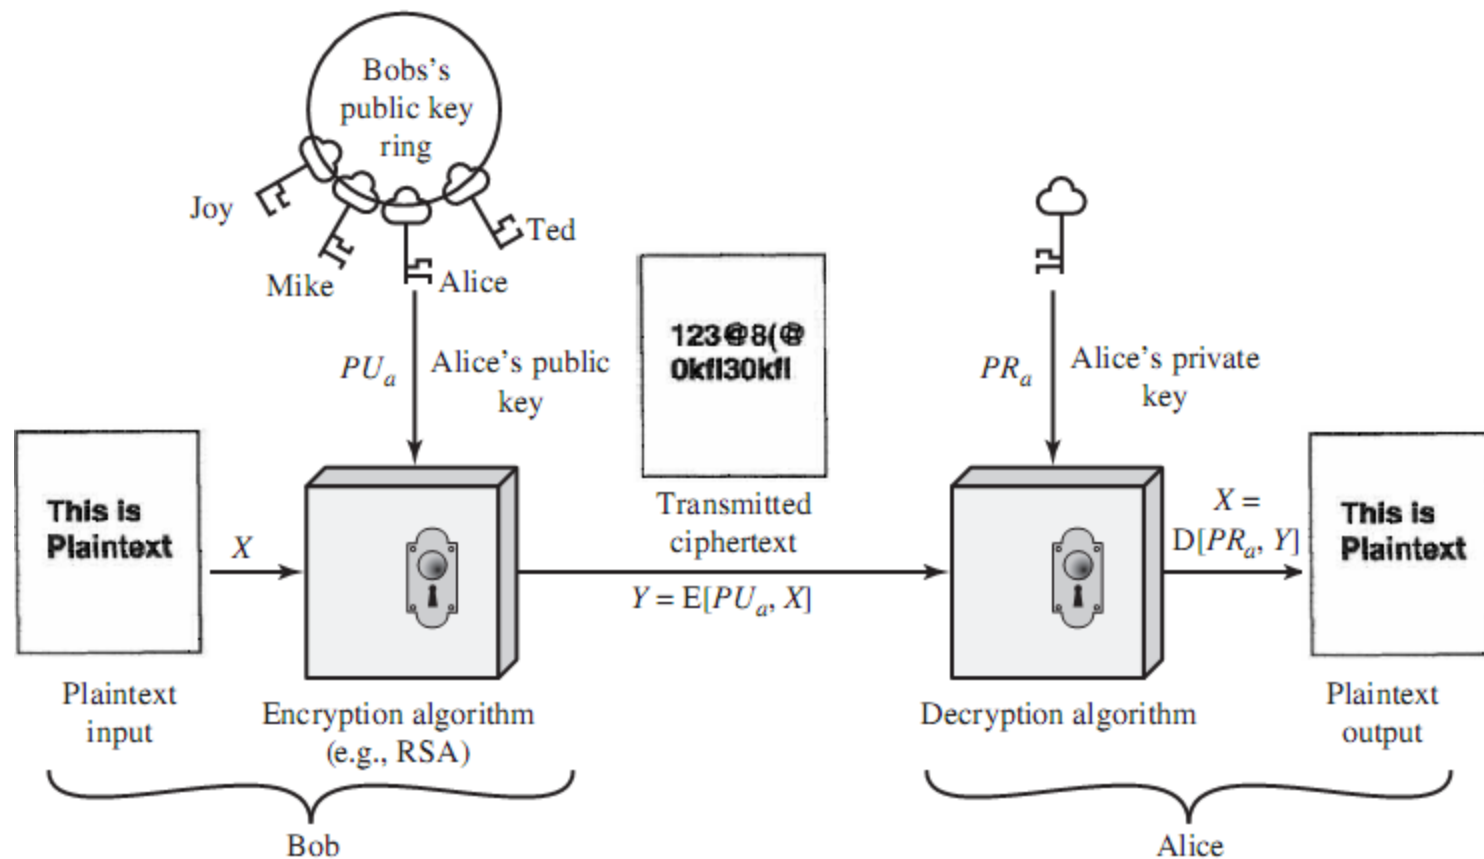 Bobs's
public key
ring
Joy
Ted
Mike
Alice
123@8(@
0kfl30kfl
PUa
Alice's public
key
PRa
Alice's private
key
This is
Plaintext
X
Transmitted
ciphertext
Y = E[PUa, X]
X =
D[PRa, Y]
This is
Plaintext
Plaintext
input
Encryption algorithm
(e.g., RSA)
Decryption algorithm
Plaintext
output
Bob
Alice